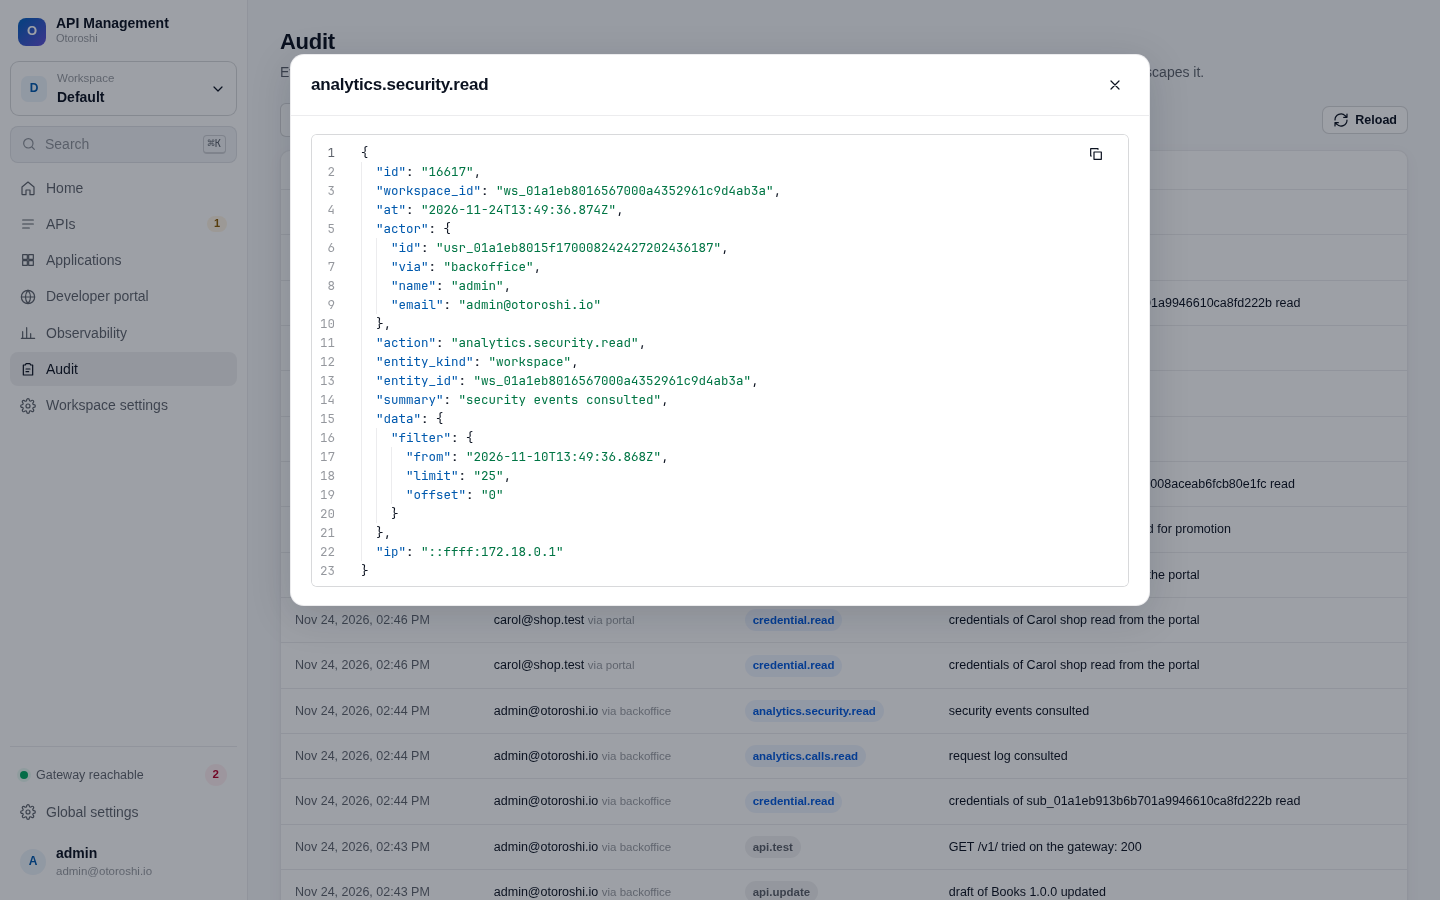 O
API Management
Otoroshi
D
Workspace
Default
Search
⌘K
Home
APIs
1
Applications
Developer portal
Observability
Audit
Workspace settings
Gateway reachable
2
Global settings
A
admin
admin@otoroshi.io
Audit
E
scapes it.
Reload
analytics.security.read
1 {
2 "id": "16617",
3 "workspace_id": "ws_01a1eb8016567000a4352961c9d4ab3a",
4 "at": "2026-11-24T13:49:36.874Z",
5 "actor": {
6 "id": "usr_01a1eb8015f170008242427202436187",
7 "via": "backoffice",
8 "name": "admin",
9 "email": "admin@otoroshi.io"
10 },
11 "action": "analytics.security.read",
12 "entity_kind": "workspace",
13 "entity_id": "ws_01a1eb8016567000a4352961c9d4ab3a",
14 "summary": "security events consulted",
15 "data": {
16 "filter": {
17 "from": "2026-11-10T13:49:36.868Z",
18 "limit": "25",
19 "offset": "0"
20 }
21 },
22 "ip": "::ffff:172.18.0.1"
23 }
01a9946610ca8fd222b read
008aceab6fcb80e1fc read
d for promotion
the portal
Nov 24, 2026, 02:46 PM carol@shop.test via portal credential.read credentials of Carol shop read from the portal
Nov 24, 2026, 02:46 PM carol@shop.test via portal credential.read credentials of Carol shop read from the portal
Nov 24, 2026, 02:44 PM admin@otoroshi.io via backoffice analytics.security.read security events consulted
Nov 24, 2026, 02:44 PM admin@otoroshi.io via backoffice analytics.calls.read request log consulted
Nov 24, 2026, 02:44 PM admin@otoroshi.io via backoffice credential.read credentials of sub_01a1eb913b6b701a9946610ca8fd222b read
Nov 24, 2026, 02:43 PM admin@otoroshi.io via backoffice api.test GET /v1/ tried on the gateway: 200
Nov 24, 2026, 02:43 PM admin@otoroshi.io via backoffice api.update draft of Books 1.0.0 updated